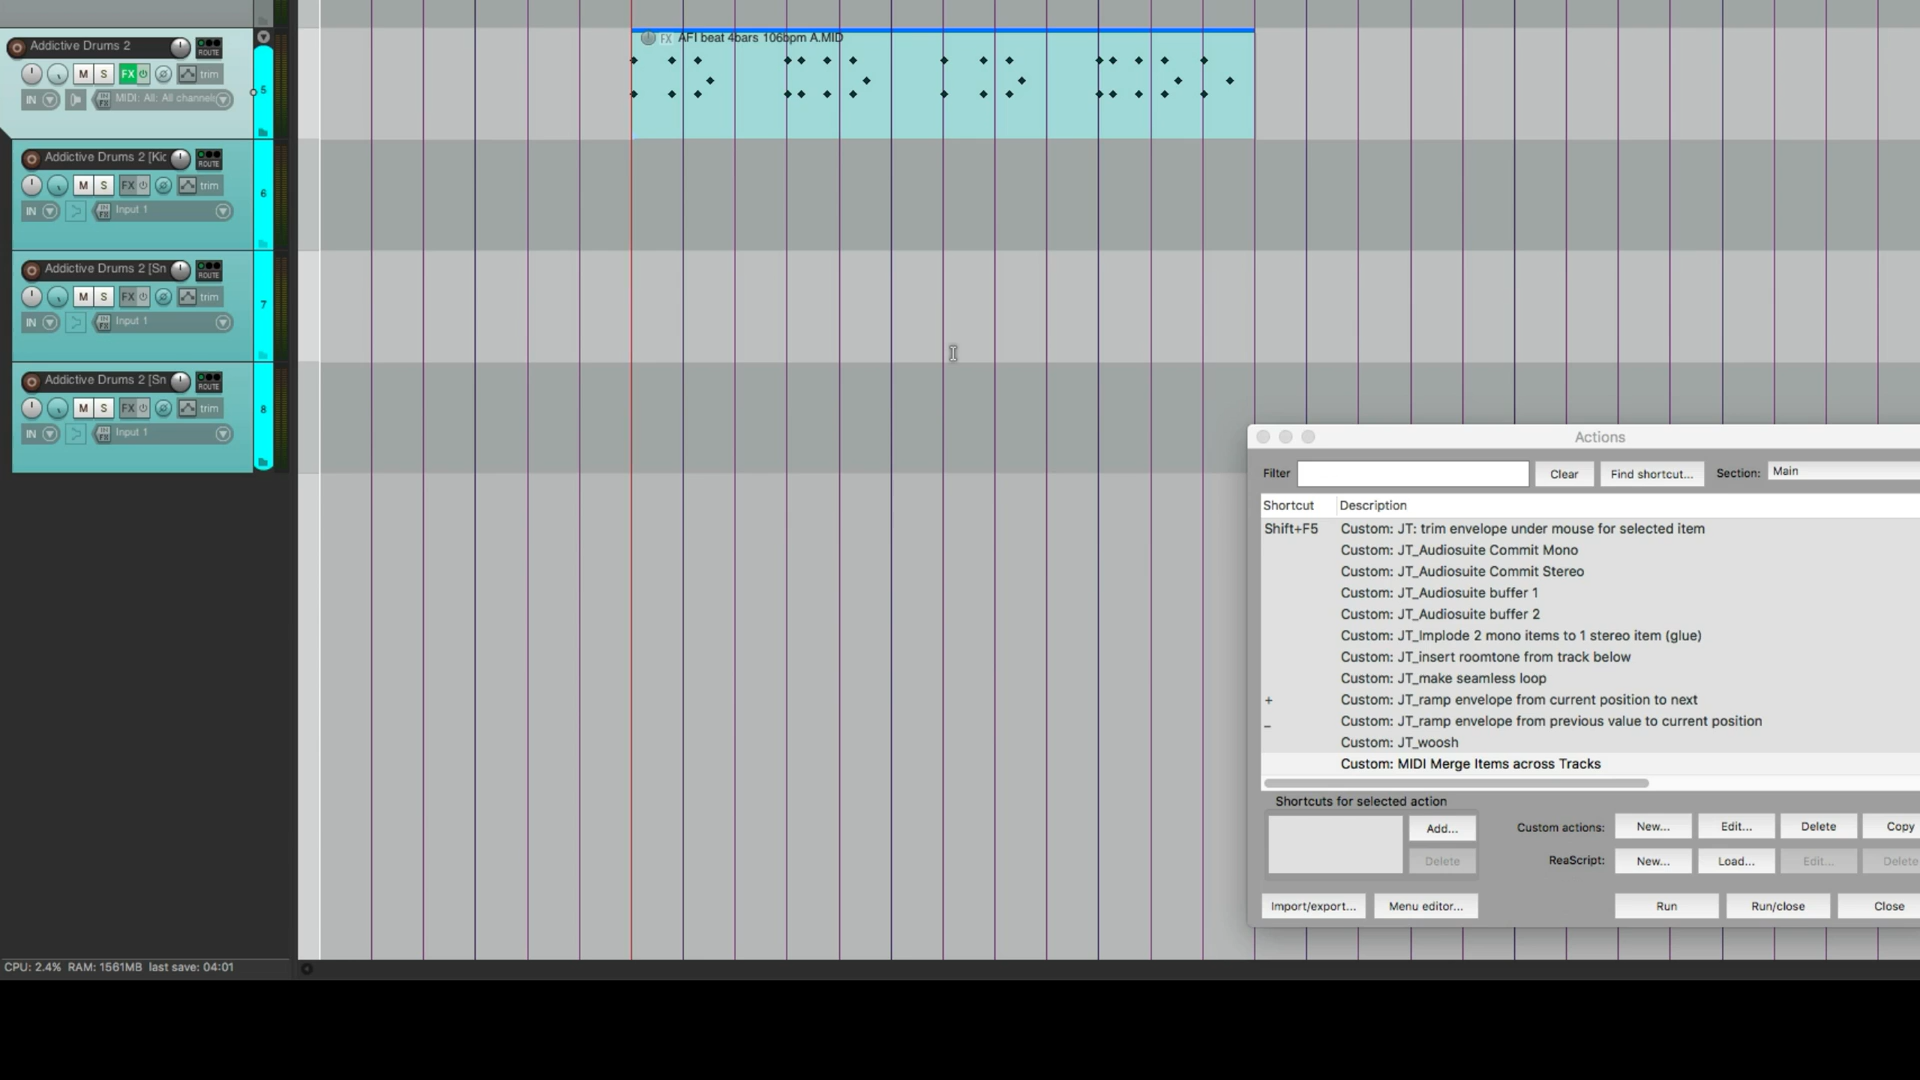 Addictive Drums 2
ROUTE
M S FX trim
IN MIDI: All: All channels
5
FX AFI beat 4bars 106bpm A.MID
Addictive Drums 2 [Kic
ROUTE
M S FX trim
IN Input 1
6
Addictive Drums 2 [Sn
ROUTE
M S FX trim
IN Input 1
7
Addictive Drums 2 [Sn
ROUTE
M S FX trim
IN Input 1
8
Actions
Filter Clear Find shortcut... Section: Main
Shortcut Description
Shift+F5 Custom: JT: trim envelope under mouse for selected item
Custom: JT_Audiosuite Commit Mono
Custom: JT_Audiosuite Commit Stereo
Custom: JT_Audiosuite buffer 1
Custom: JT_Audiosuite buffer 2
Custom: JT_Implode 2 mono items to 1 stereo item (glue)
Custom: JT_insert roomtone from track below
Custom: JT_make seamless loop
+ Custom: JT_ramp envelope from current position to next
_ Custom: JT_ramp envelope from previous value to current position
Custom: JT_woosh
Custom: MIDI Merge Items across Tracks
Shortcuts for selected action
Add... Custom actions: New... Edit... Delete Copy
Delete ReaScript: New... Load... Edit... Delete
Import/export... Menu editor... Run Run/close Close
CPU: 2.4% RAM: 1561MB last save: 04:01